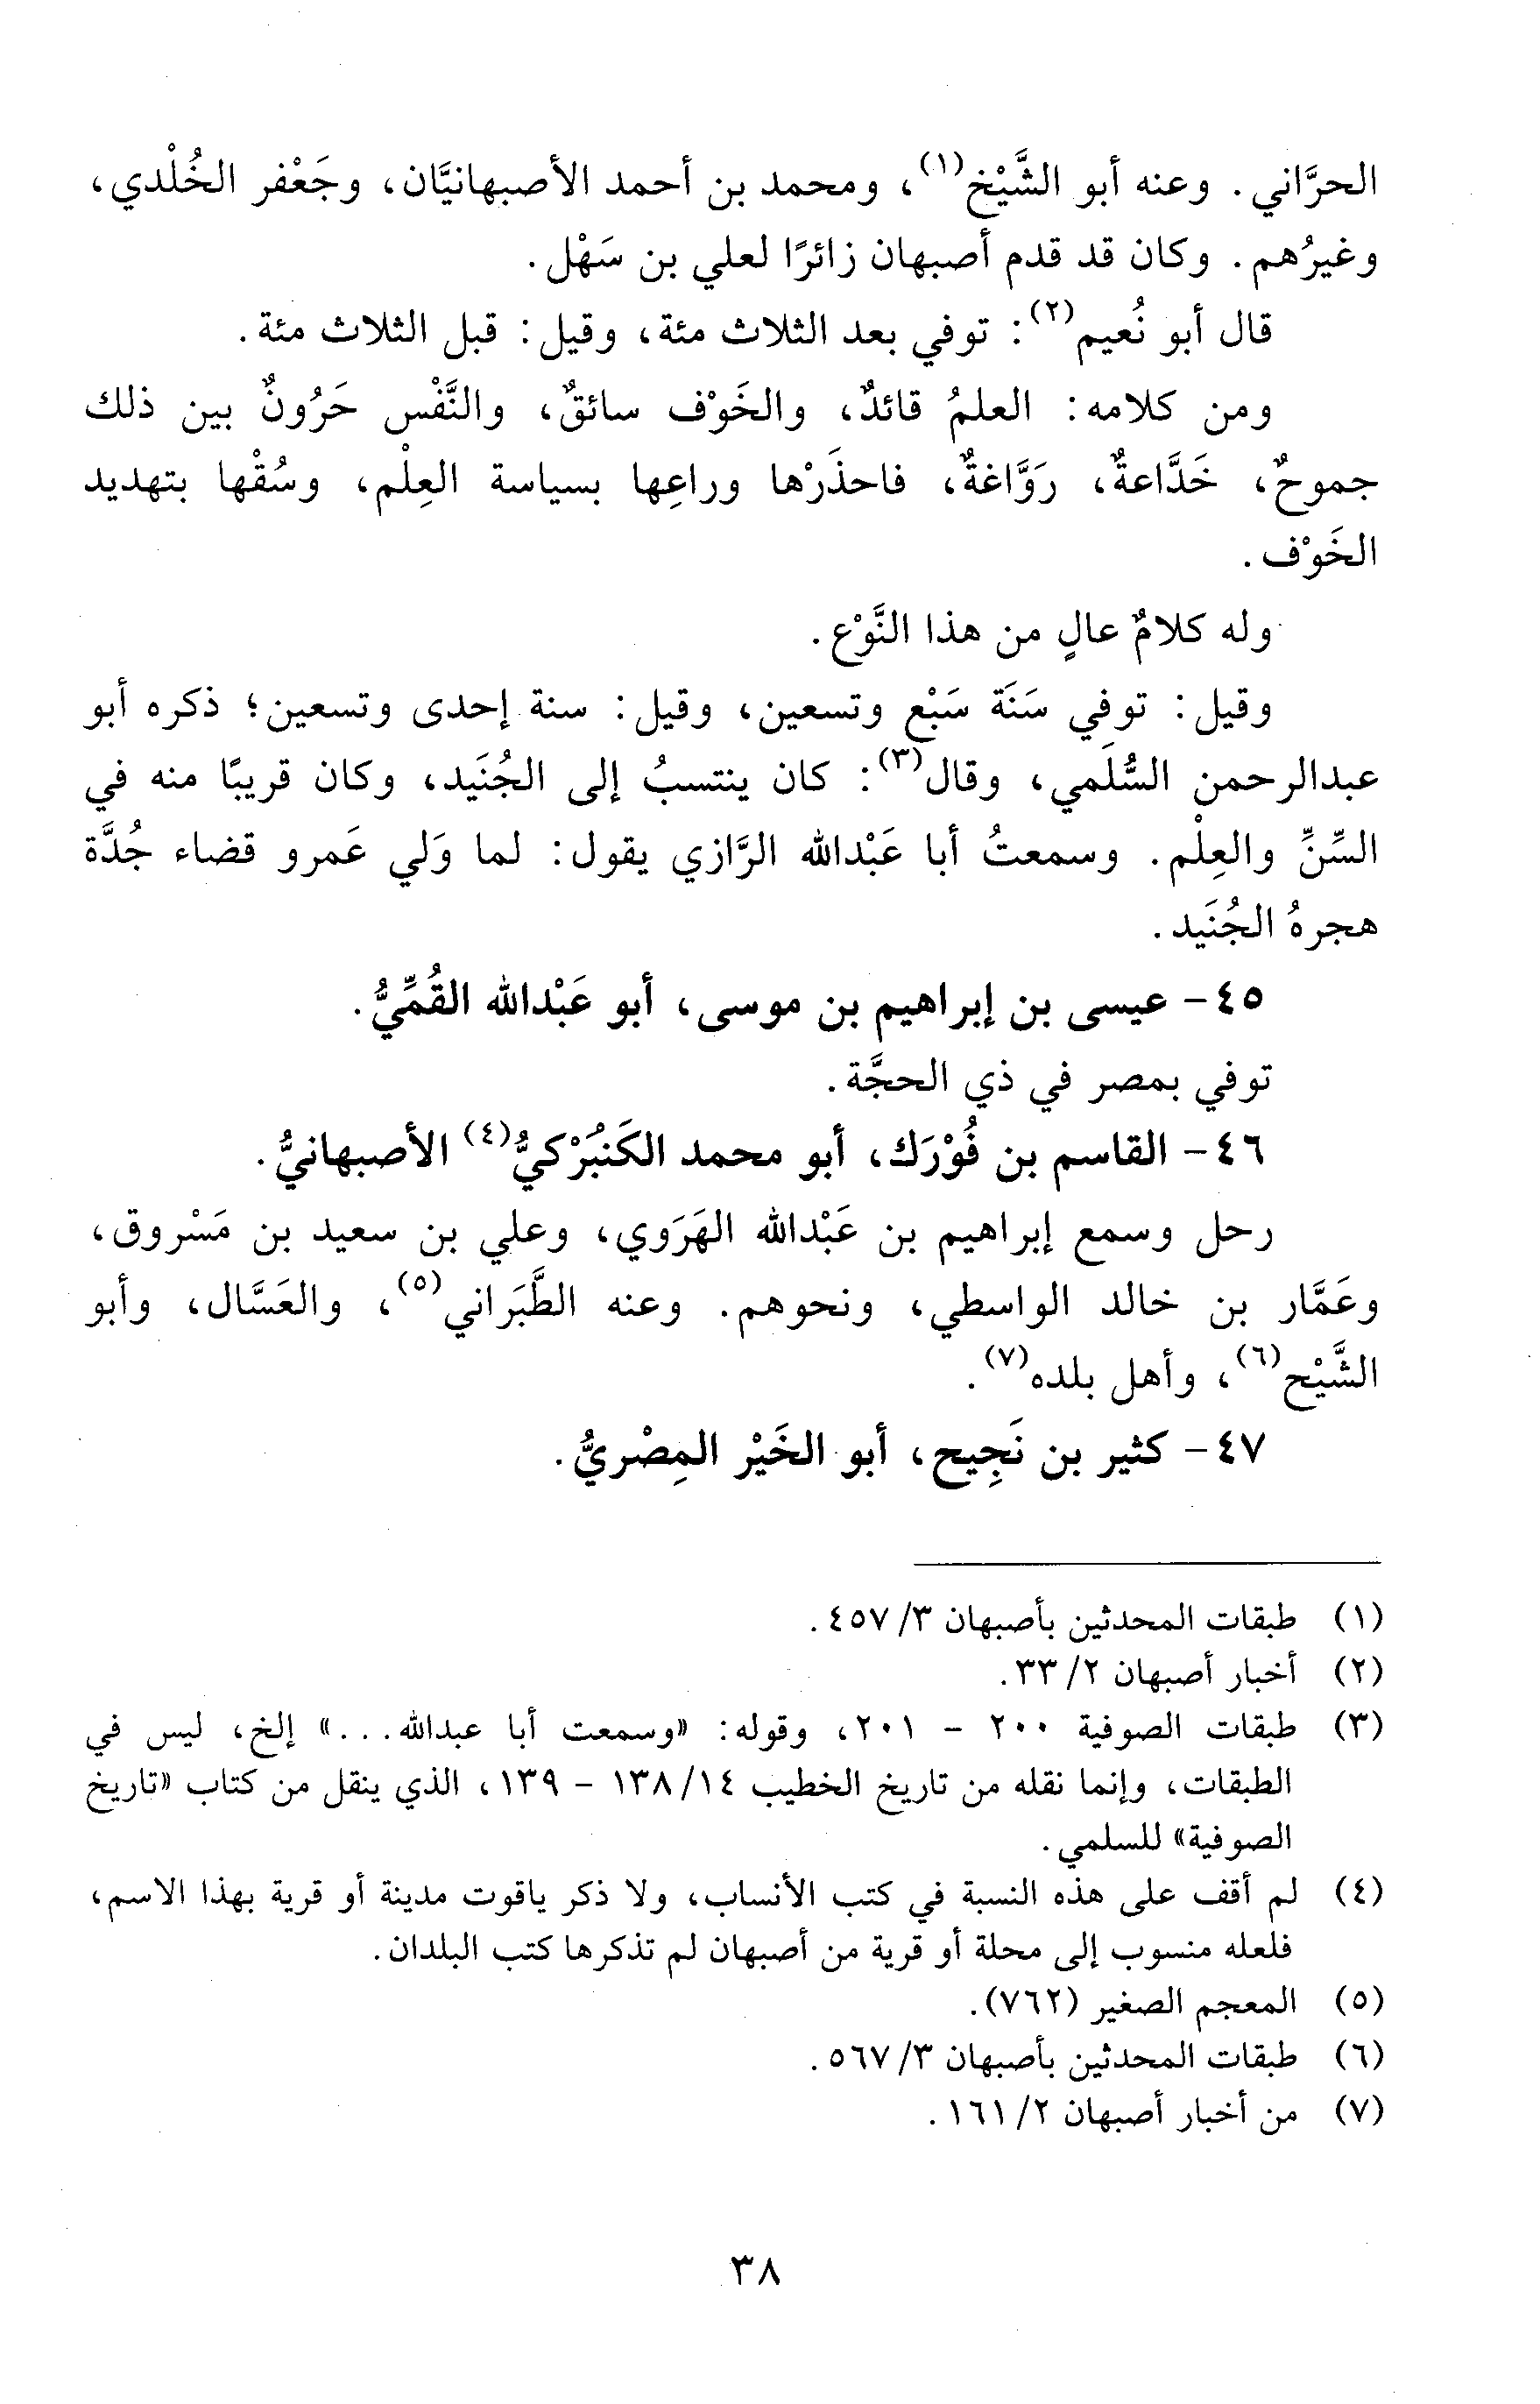 الحرَّاني. وعنه أبو الشَّيْخ(١)، ومحمد بن أحمد الأصبهانيَّان، وجَعْفر الخُلْدي،
وغيرُهم. وكان قد قدم أصبهان زائرًا لعلي بن سَهْل.
قال أبو نُعيم(٢): توفي بعد الثلاث مئة، وقيل: قبل الثلاث مئة.
ومن كلامه: العلمُ قائدٌ، والخَوْف سائقٌ، والنَّفْس حَرُونٌ بين ذلك
جموحٌ، خَدَّاعةٌ، رَوَّاغةٌ، فاحذَرْها وراعِها بسياسة العِلْم، وسُقْها بتهديد
الخَوْف.
وله كلامٌ عالٍ من هذا النَّوْع.
وقيل: توفي سَنَة سَبْع وتسعين، وقيل: سنة إحدى وتسعين؛ ذكره أبو
عبدالرحمن السُّلَمي، وقال(٣): كان ينتسبُ إلى الجُنَيد، وكان قريبًا منه في
السِّنِّ والعِلْم. وسمعتُ أبا عَبْدالله الرَّازي يقول: لما وَلي عَمرو قضاء جُدَّة
هجرهُ الجُنَيد.
٤٥- عيسى بن إبراهيم بن موسى، أبو عَبْدالله القُمِّيُّ.
توفي بمصر في ذي الحجَّة.
٤٦- القاسم بن فُوْرَك، أبو محمد الكَنبُرْكيُّ(٤) الأصبهانيُّ.
رحل وسمع إبراهيم بن عَبْدالله الهَرَوي، وعلي بن سعيد بن مَسْروق،
وعَمَّار بن خالد الواسطي، ونحوهم. وعنه الطَّبَراني(٥)، والعَسَّال، وأبو
الشَّيْح(٦)، وأهل بلده(٧).
٤٧- كثير بن نَجِيح، أبو الخَيْر المِصْريُّ.
(١) طبقات المحدثين بأصبهان ٣/ ٤٥٧.
(٢) أخبار أصبهان ٢/ ٣٣.
(٣) طبقات الصوفية ٢٠٠ - ٢٠١، وقوله: «وسمعت أبا عبدالله...» إلخ، ليس في
الطبقات، وإنما نقله من تاريخ الخطيب ١٤/ ١٣٨ - ١٣٩، الذي ينقل من كتاب «تاريخ
الصوفية» للسلمي.
(٤) لم أقف على هذه النسبة في كتب الأنساب، ولا ذكر ياقوت مدينة أو قرية بهذا الاسم،
فلعله منسوب إلى محلة أو قرية من أصبهان لم تذكرها كتب البلدان.
(٥) المعجم الصغير (٧٦٢).
(٦) طبقات المحدثين بأصبهان ٣/ ٥٦٧.
(٧) من أخبار أصبهان ٢/ ١٦١.
٣٨